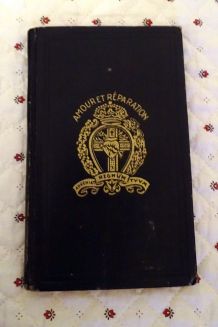 AMOUR ET RÉPARATION
ADVENIAT REGNUM TUUM